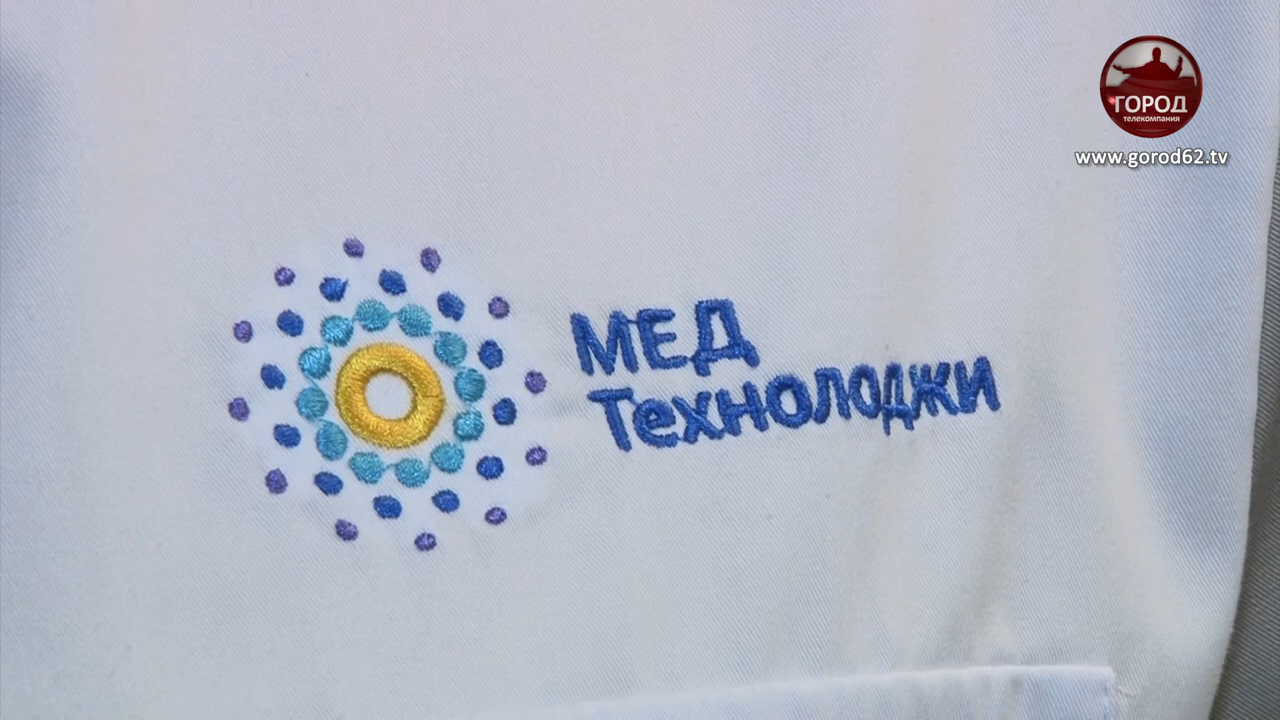 ГОРОД
телекомпания
www.gorod62.tv
МЕД
Технолоджи